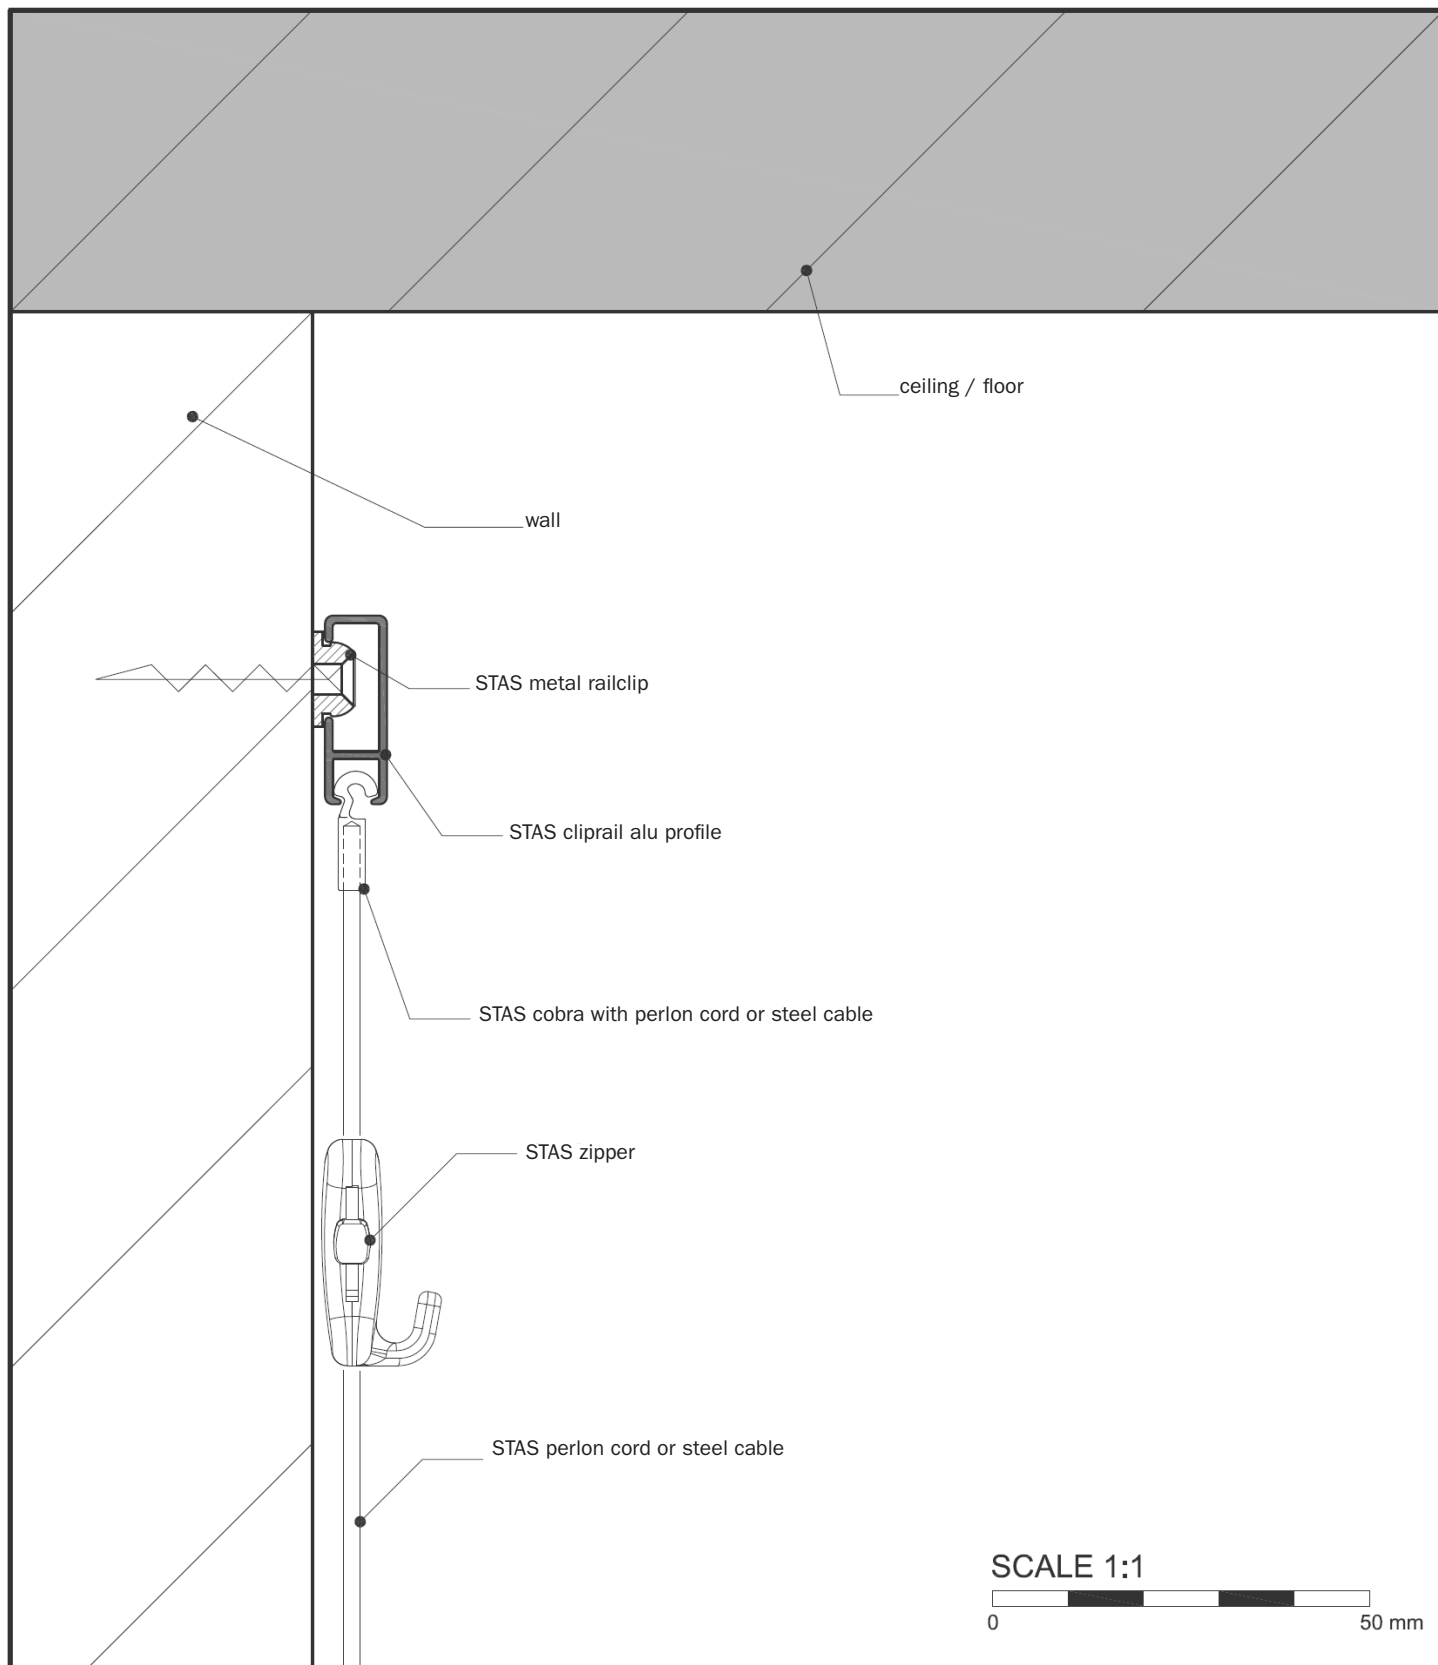 ceiling / floor
wall
STAS metal railclip
STAS cliprail alu profile
STAS cobra with perlon cord or steel cable
STAS zipper
STAS perlon cord or steel cable
SCALE 1:1
0 50 mm